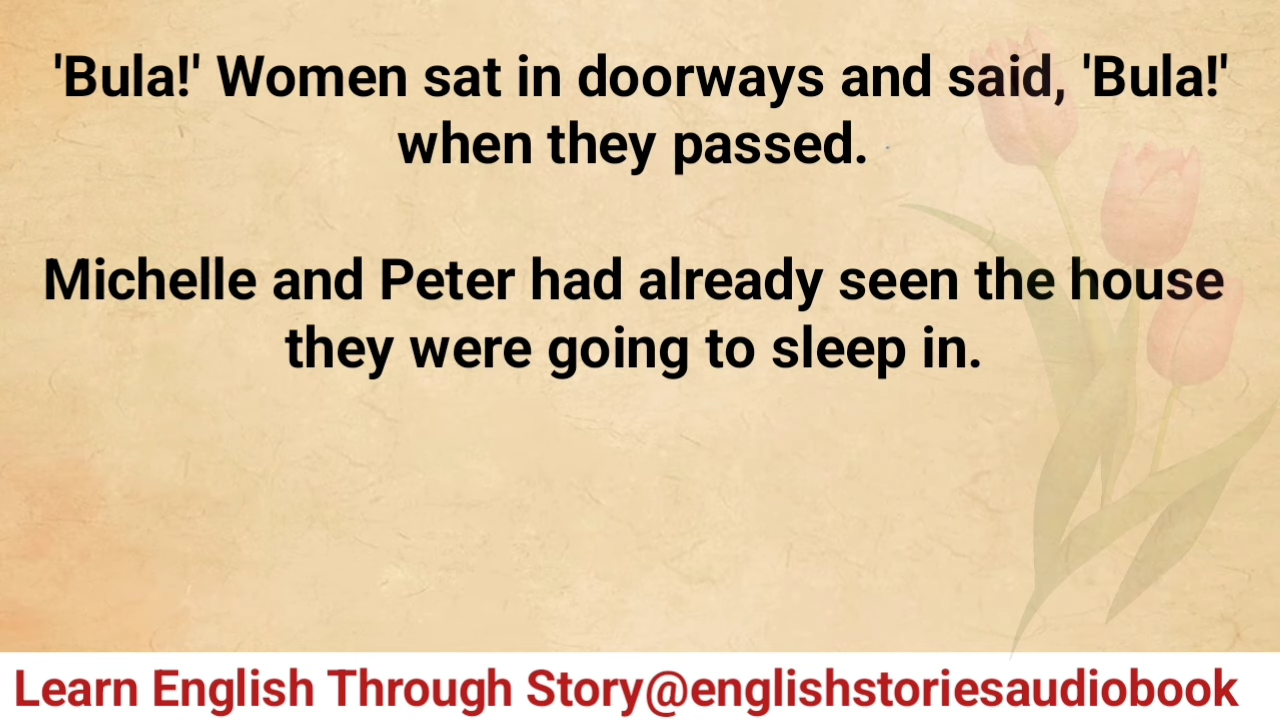 'Bula!' Women sat in doorways and said, 'Bula!'
when they passed.
Michelle and Peter had already seen the house
they were going to sleep in.
Learn English Through Story@englishstoriesaudiobook